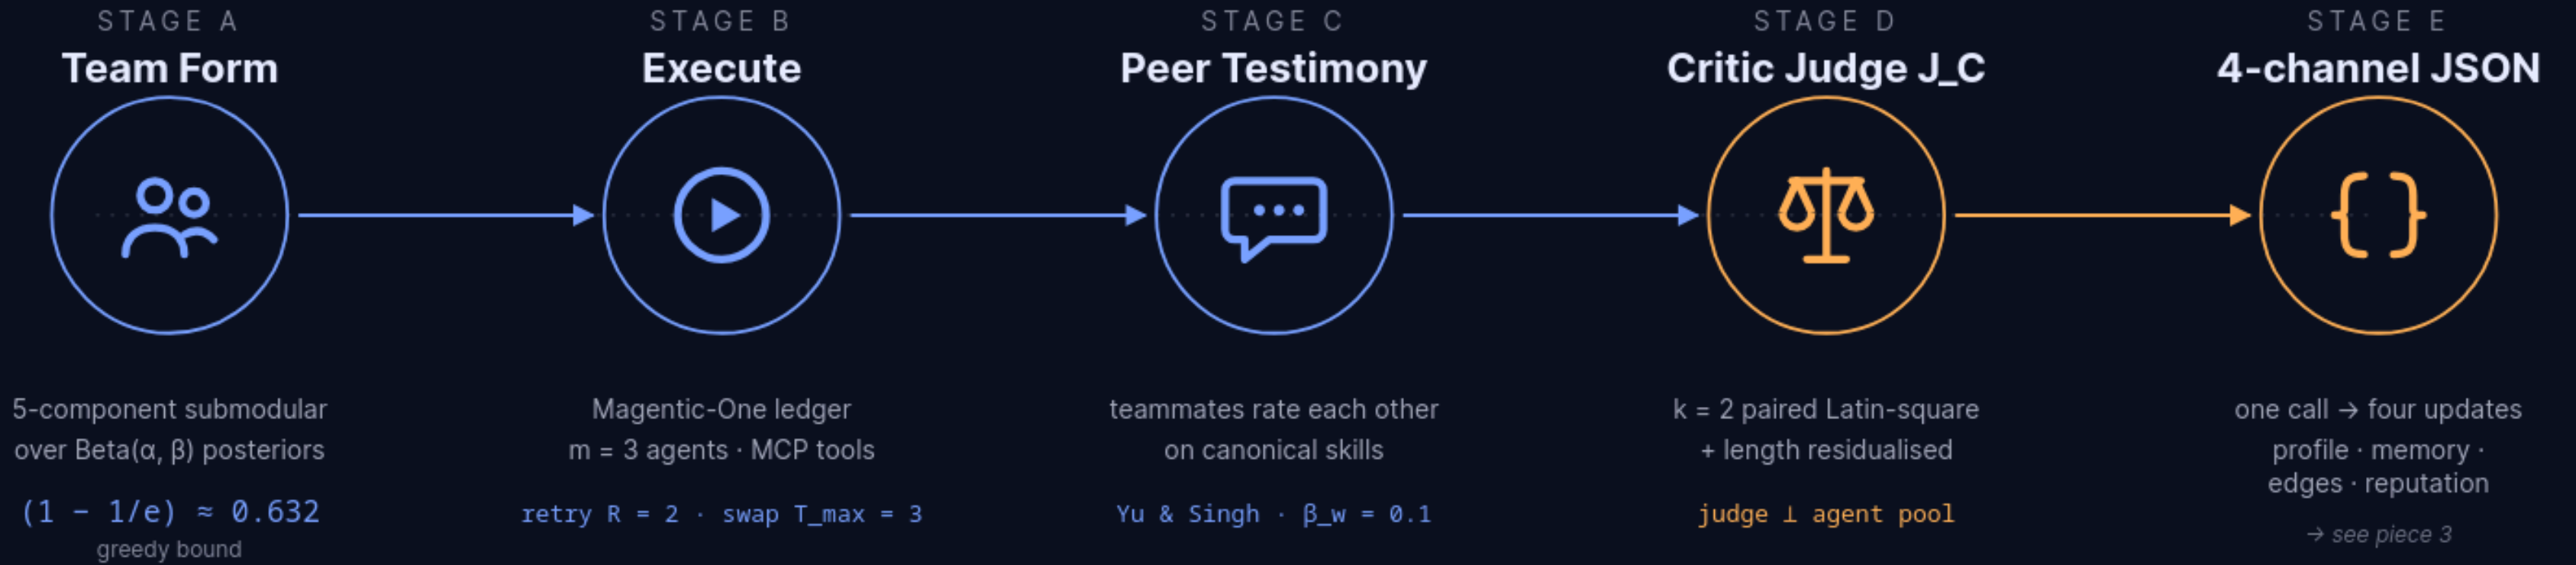 STAGE A
Team Form
5-component submodular
over Beta(α, β) posteriors
(1 − 1/e) ≈ 0.632
greedy bound
STAGE B
Execute
Magentic-One ledger
m = 3 agents · MCP tools
retry R = 2 · swap T_max = 3
STAGE C
Peer Testimony
teammates rate each other
on canonical skills
Yu & Singh · β_w = 0.1
STAGE D
Critic Judge J_C
k = 2 paired Latin-square
+ length residualised
judge ⊥ agent pool
STAGE E
4-channel JSON
{ }
one call → four updates
profile · memory ·
edges · reputation
→ see piece 3